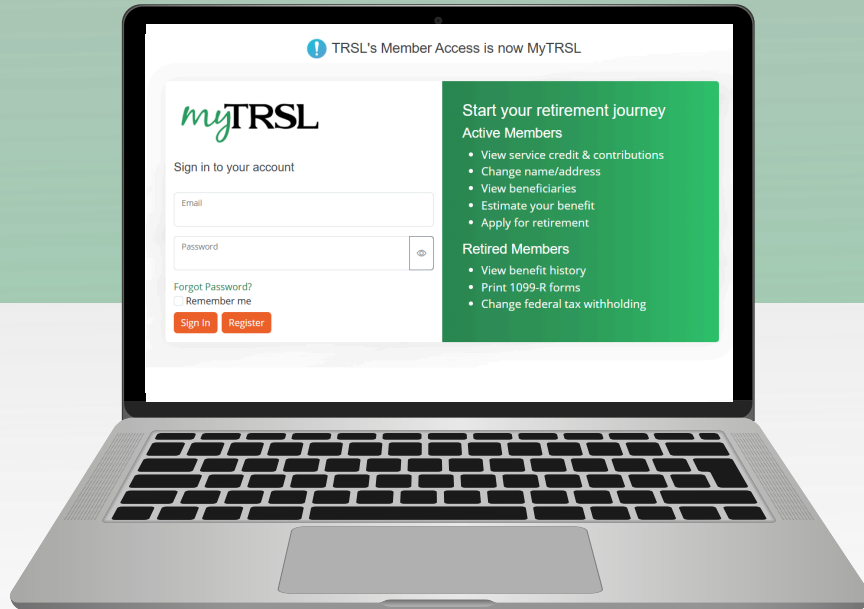 TRSL's Member Access is now MyTRSL
myTRSL
Sign in to your account
Email
Password
Forgot Password?
Remember me
Sign In
Register
Start your retirement journey
Active Members
View service credit & contributions
Change name/address
View beneficiaries
Estimate your benefit
Apply for retirement
Retired Members
View benefit history
Print 1099-R forms
Change federal tax withholding